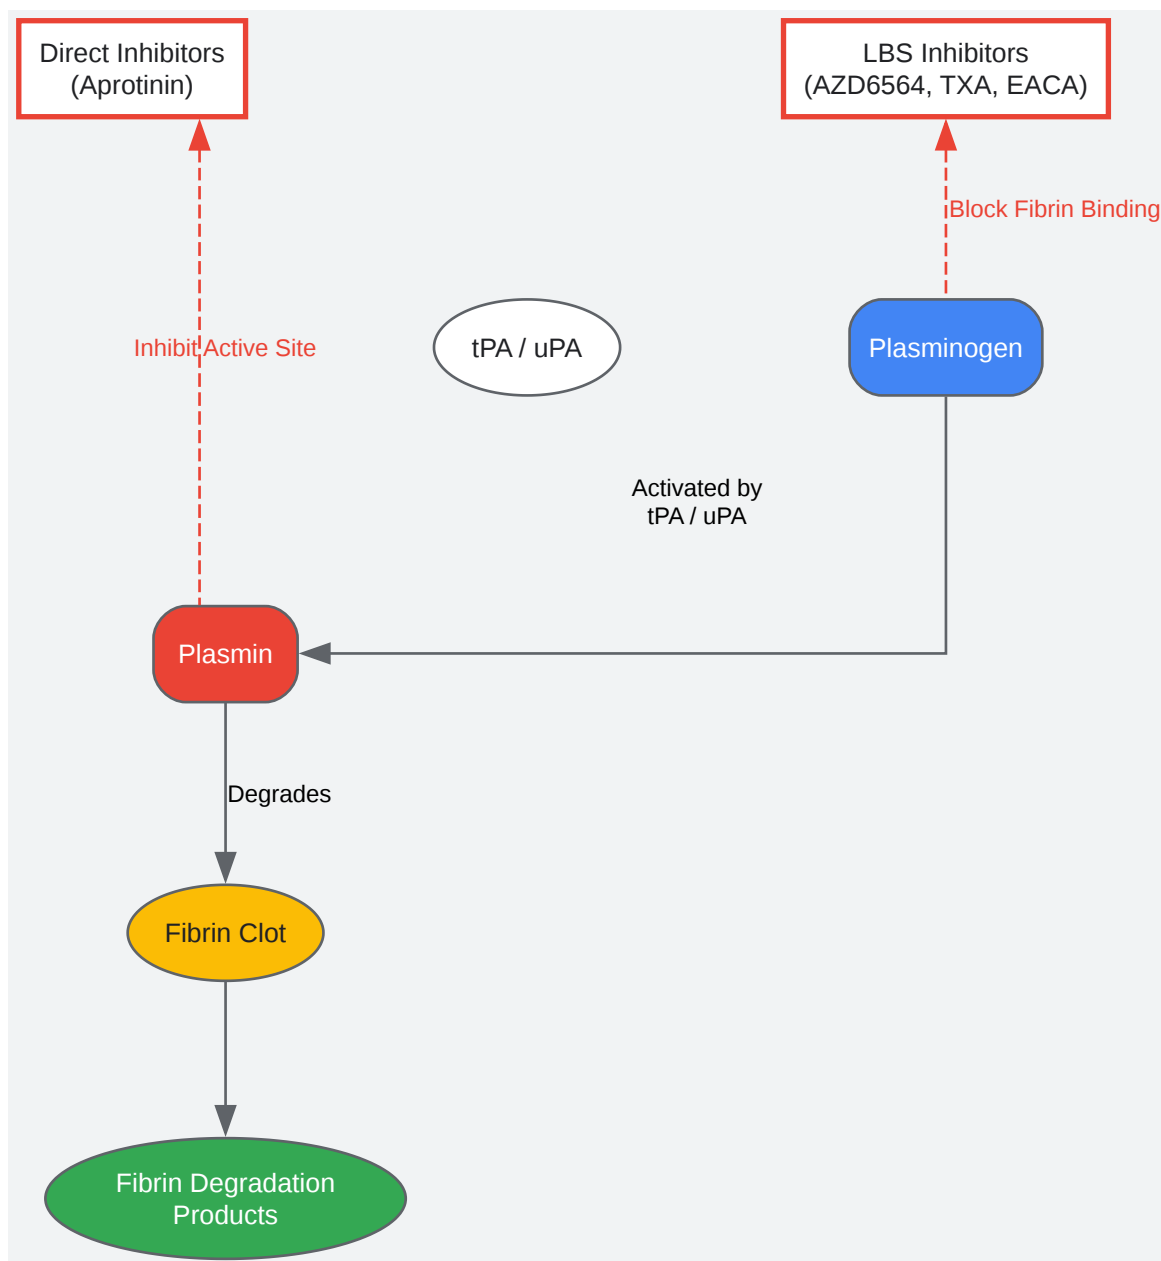 Direct Inhibitors
(Aprotinin)
LBS Inhibitors
(AZD6564, TXA, EACA)
Block Fibrin Binding
Inhibit Active Site
tPA / uPA
Plasminogen
Activated by
tPA / uPA
Plasmin
Degrades
Fibrin Clot
Fibrin Degradation
Products